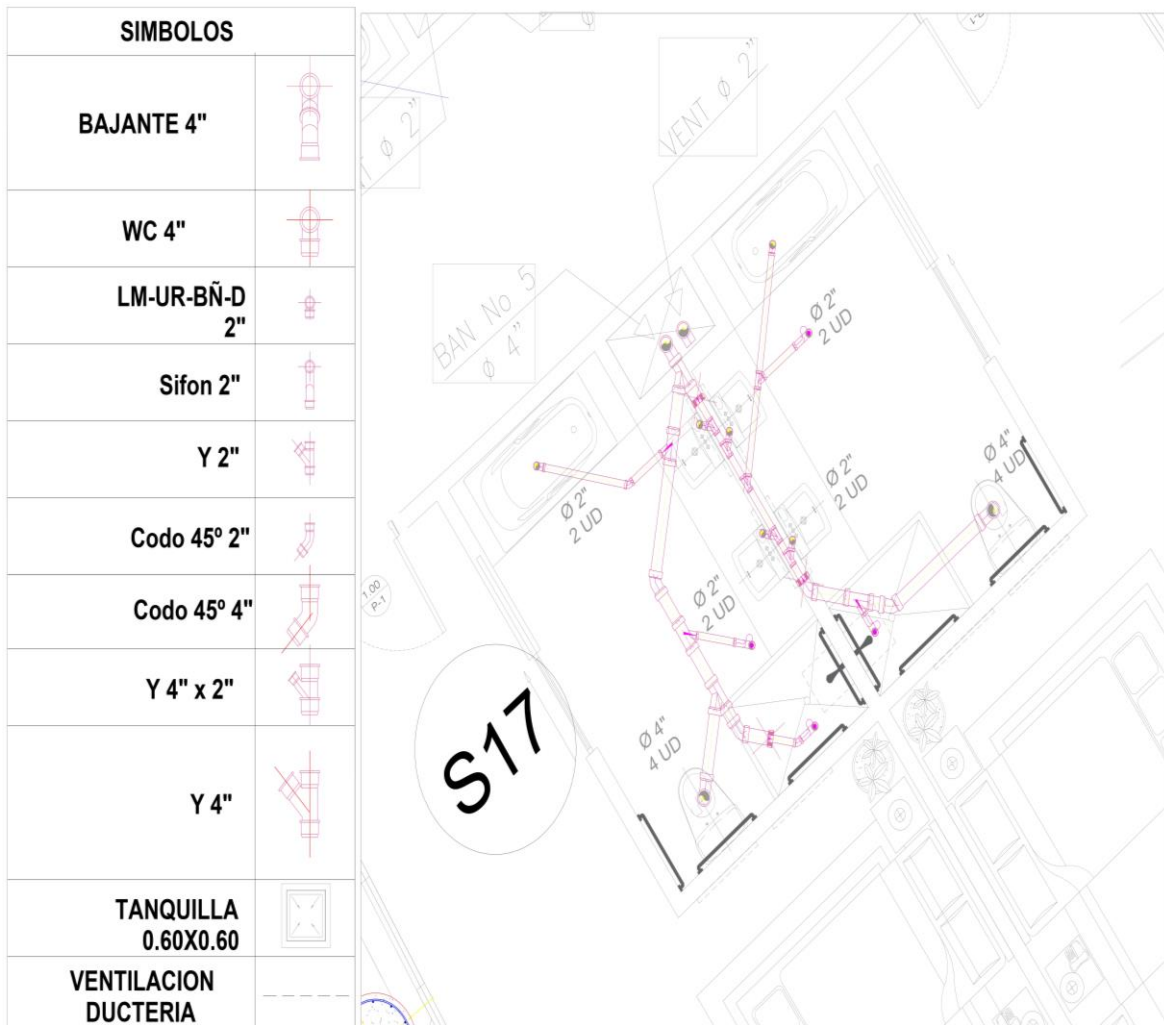 SIMBOLOS
BAJANTE 4"
WC 4"
LM-UR-BÑ-D
2"
Sifon 2"
Y 2"
Codo 45º 2"
Codo 45º 4"
Y 4" x 2"
Y 4"
TANQUILLA
0.60X0.60
VENTILACION
DUCTERIA
VENT ϕ 2"
T ϕ 2"
BAN No 5
ϕ 4"
Ø 2"
2 UD
Ø 2"
2 UD
Ø 2"
2 UD
Ø 4"
4 UD
Ø 2"
2 UD
Ø 4"
4 UD
1.00
P-1
S17